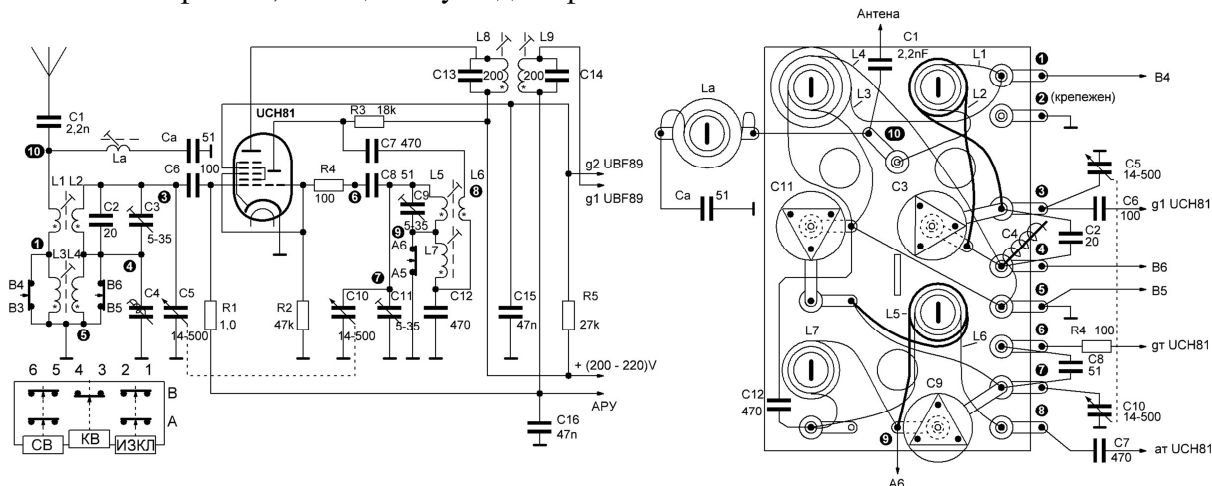 L8
L9
C13
200
200
C14
UCH81
R3
18k
C1
2,2n
10
La
Ca
51
C6
100
C7 470
R4
100
6
C8 51
L5
L6
8
g2 UBF89
g1 UBF89
L1 L2
3
C2
20
C3
5-35
C9
5-35
9
A6
A5
L7
1
L3L4
4
B4
B3
B6
B5
5
C4
C5
14-500
R1
1.0
R2
47k
7
C10
14-500
C11
5-35
C12
470
C15
47n
R5
27k
+ (200 - 220)V
АРУ
C16
47n
6 5 4 3 2 1
B
A
СВ
КВ
ИЗКЛ
Антена
C1
2,2nF
L4
L1
1
B4
La
L3
L2
2 (крепежен)
10
C5
14-500
C11
C3
3
C6
100
g1 UCH81
Ca
51
C4
C2
20
4
B6
5
B5
L5
6
R4 100
gт UCH81
L7
L6
C8
51
7
C12
470
C9
C10
14-500
8
9
C7
470
ат UCH81
A6